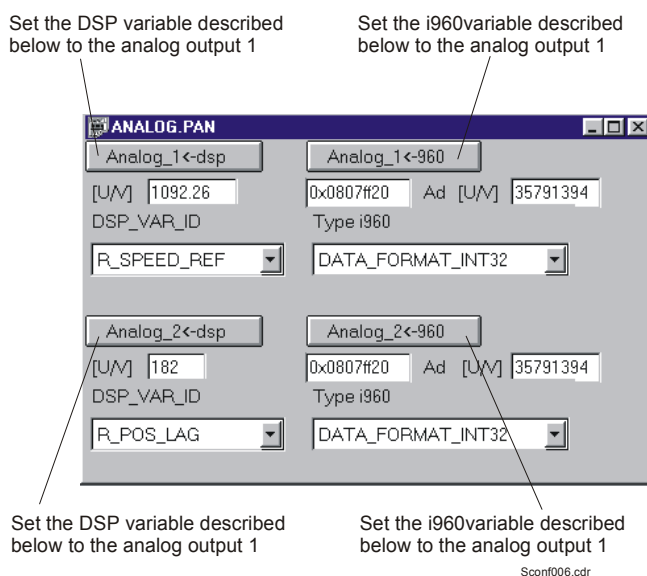 Set the DSP variable described
below to the analog output 1
Set the i960variable described
below to the analog output 1
ANALOG.PAN
Analog_1<-dsp
Analog_1<-960
[U/V] 1092.26
0x0807ff20 Ad [U/V] 35791394
DSP_VAR_ID
Type i960
R_SPEED_REF
DATA_FORMAT_INT32
Analog_2<-dsp
Analog_2<-960
[U/V] 182
0x0807ff20 Ad [U/V] 35791394
DSP_VAR_ID
Type i960
R_POS_LAG
DATA_FORMAT_INT32
Set the DSP variable described
below to the analog output 1
Set the i960variable described
below to the analog output 1
Sconf006.cdr